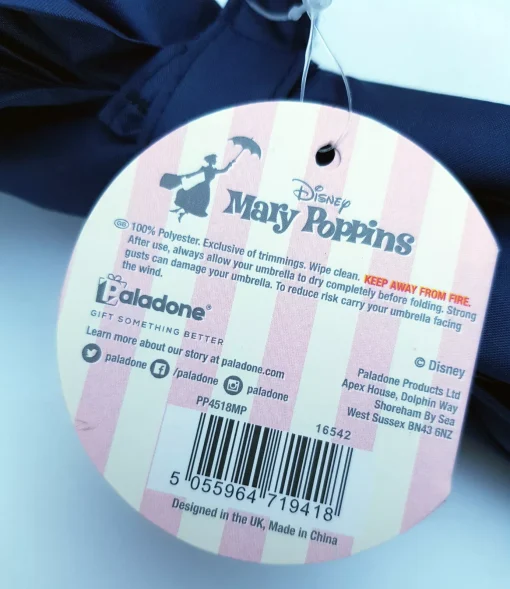 Disney
Mary Poppins
GB 100% Polyester. Exclusive of trimmings. Wipe clean. KEEP AWAY FROM FIRE.
After use, always allow your umbrella to dry completely before folding. Strong
gusts can damage your umbrella. To reduce risk carry your umbrella facing
the wind.
Paladone®
GIFT SOMETHING BETTER
Learn more about our story at paladone.com
paladone /paladone paladone
© Disney
Paladone Products Ltd
Apex House, Dolphin Way
Shoreham By Sea
West Sussex BN43 6NZ
PP4518MP
16542
5 055964 719418
Designed in the UK, Made in China